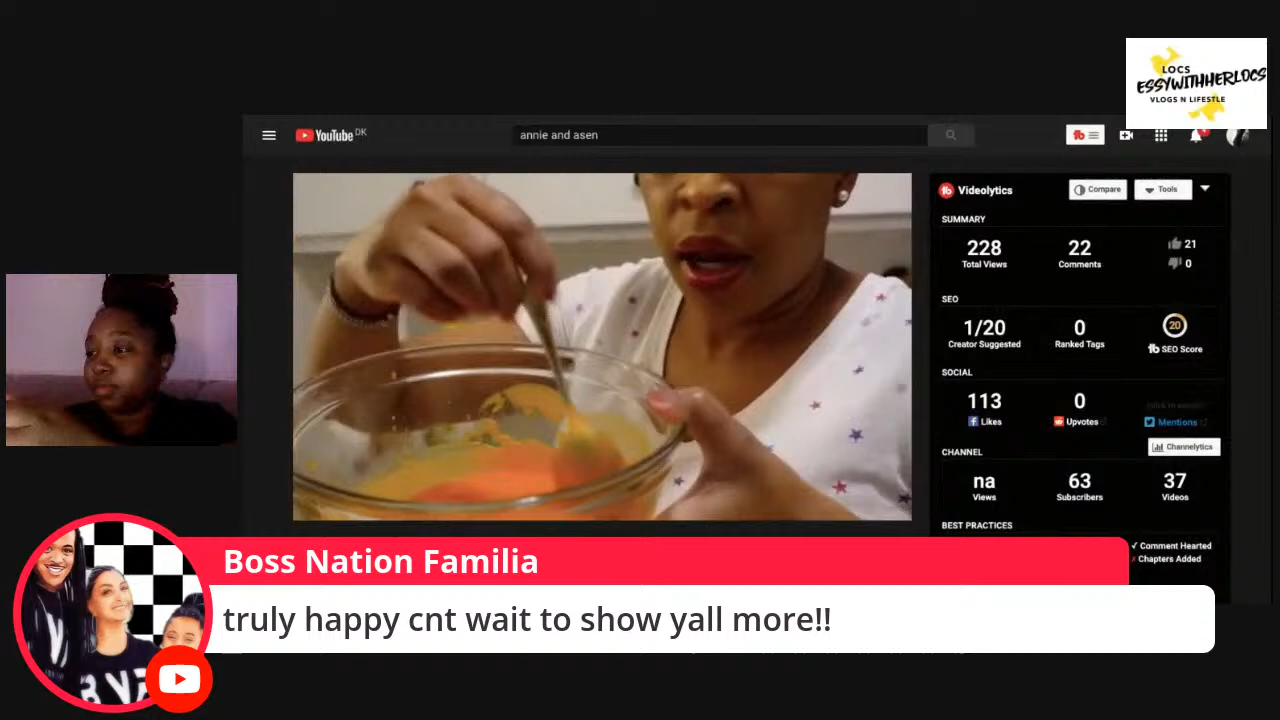 LOCS
ESSYWITHHERLOCS
VLOGS N LIFESTLE
YouTube DK
annie and asen
Videolytics
Compare
Tools
SUMMARY
228
Total Views
22
Comments
21
0
SEO
1/20
Creator Suggested
0
Ranked Tags
20
SEO Score
SOCIAL
113
Likes
0
Upvotes
Mentions
CHANNEL
Channelytics
na
Views
63
Subscribers
37
Videos
BEST PRACTICES
✓ Comment Hearted
✗ Chapters Added
Boss Nation Familia
truly happy cnt wait to show yall more!!